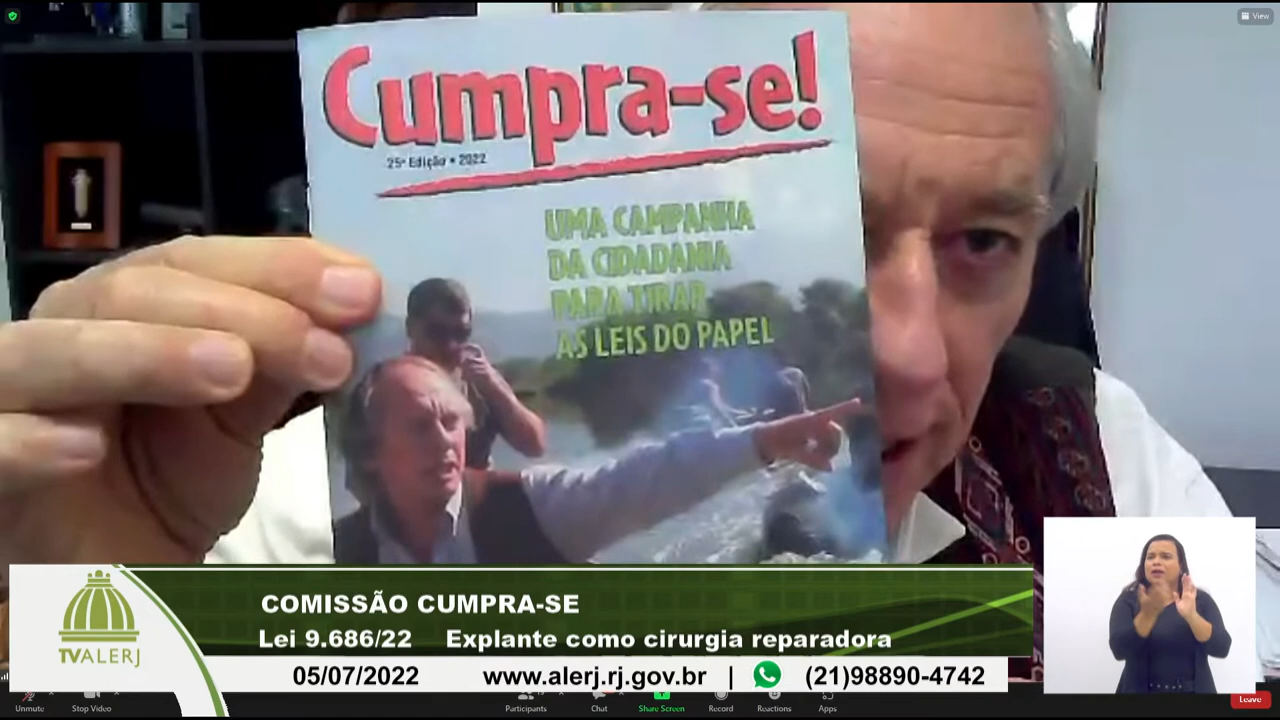 View
Cumpra-se!
25ª Edição • 2022
UMA CAMPANHA
DA CIDADANIA
PARA TIRAR
AS LEIS DO PAPEL
COMISSÃO CUMPRA-SE
Lei 9.686/22 Explante como cirurgia reparadora
TVALERJ
05/07/2022 www.alerj.rj.gov.br | (21)98890-4742
Unmute Stop Video Participants Chat Share Screen Record Reactions Apps Leave